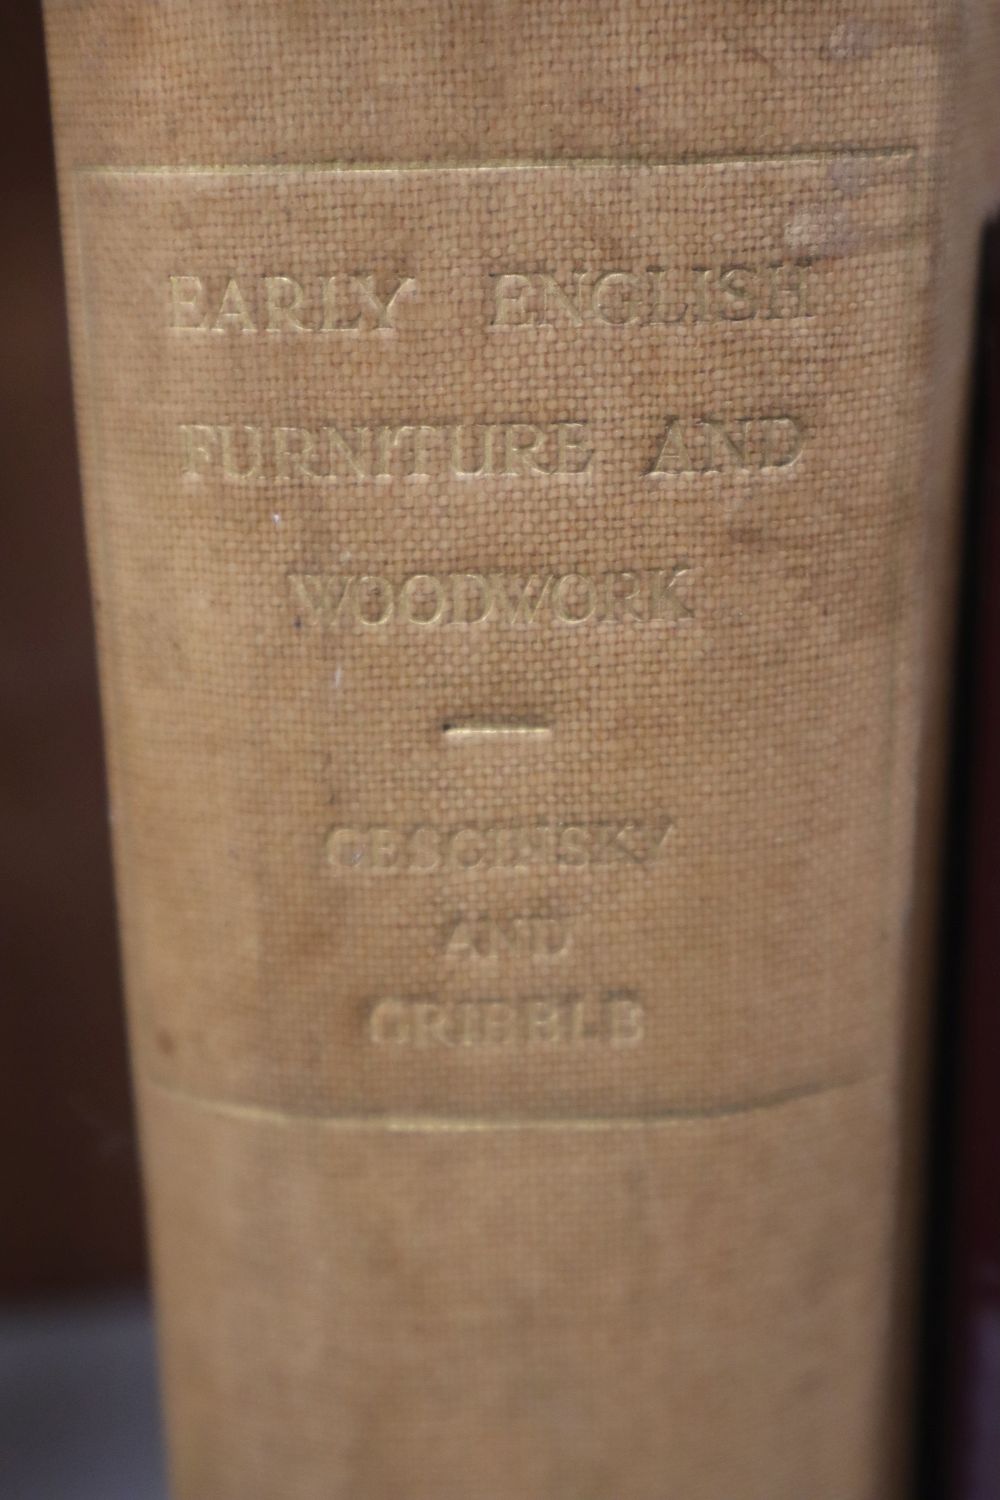 EARLY ENGLISH
FURNITURE AND
WOODWORK
CESCINSKY
AND
GRIBBLE